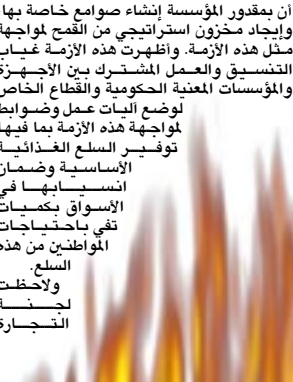 أن بمقدور المؤسسة إنشاء صوامع خاصة بها
وإيجاد مخزون استراتيجي من القمح لمواجهة
مثل هذه الأزمة. وأظهرت هذه الأزمة غياب
التنسيق والعمل المشترك بين الأجهزة
والمؤسسات المعنية الحكومية والقطاع الخاص
لوضع آليات عمل وضوابط
لمواجهة هذه الأزمة بما فيها
توفير السلع الغذائية
الأساسية وضمان
انسيابها في
الأسواق بكميات
تفي باحتياجات
المواطنين من هذه
السلع.
ولاحظت
لجنة
التجارة